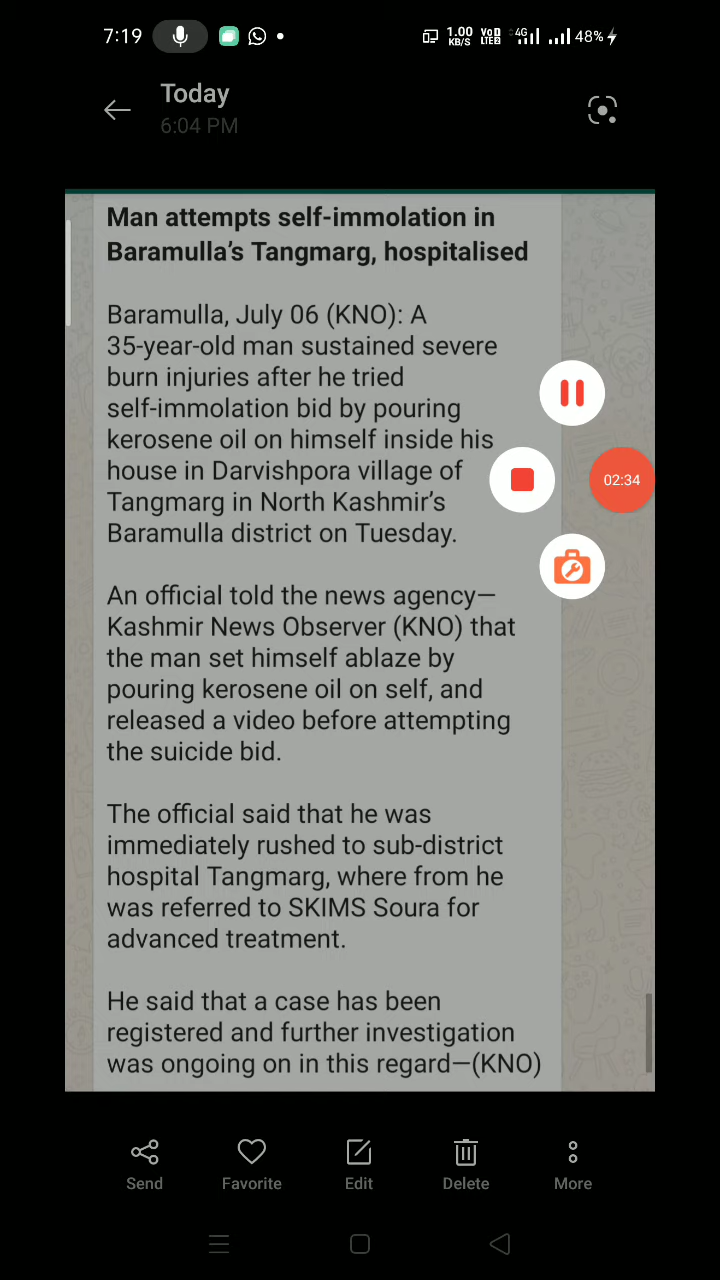 7:19
1.00 KB/S VoD LTE2 4G 48%
Today
6:04 PM
Man attempts self-immolation in
Baramulla’s Tangmarg, hospitalised
Baramulla, July 06 (KNO): A
35-year-old man sustained severe
burn injuries after he tried
self-immolation bid by pouring
kerosene oil on himself inside his
house in Darvishpora village of
Tangmarg in North Kashmir’s
Baramulla district on Tuesday.
An official told the news agency—
Kashmir News Observer (KNO) that
the man set himself ablaze by
pouring kerosene oil on self, and
released a video before attempting
the suicide bid.
The official said that he was
immediately rushed to sub-district
hospital Tangmarg, where from he
was referred to SKIMS Soura for
advanced treatment.
He said that a case has been
registered and further investigation
was ongoing on in this regard—(KNO)
02:34
Send Favorite Edit Delete More